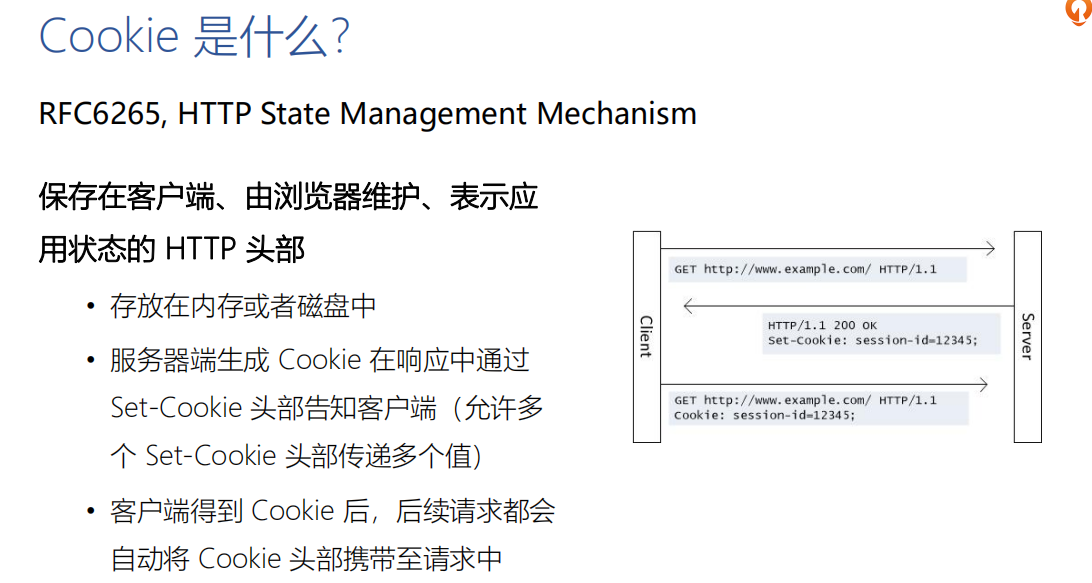 Cookie 是什么?
RFC6265, HTTP State Management Mechanism
保存在客户端、由浏览器维护、表示应
用状态的 HTTP 头部
• 存放在内存或者磁盘中
• 服务器端生成 Cookie 在响应中通过
Set-Cookie 头部告知客户端（允许多
个 Set-Cookie 头部传递多个值）
• 客户端得到 Cookie 后，后续请求都会
自动将 Cookie 头部携带至请求中
Client
GET http://www.example.com/ HTTP/1.1
HTTP/1.1 200 OK
Set-Cookie: session-id=12345;
GET http://www.example.com/ HTTP/1.1
Cookie: session-id=12345;
Server